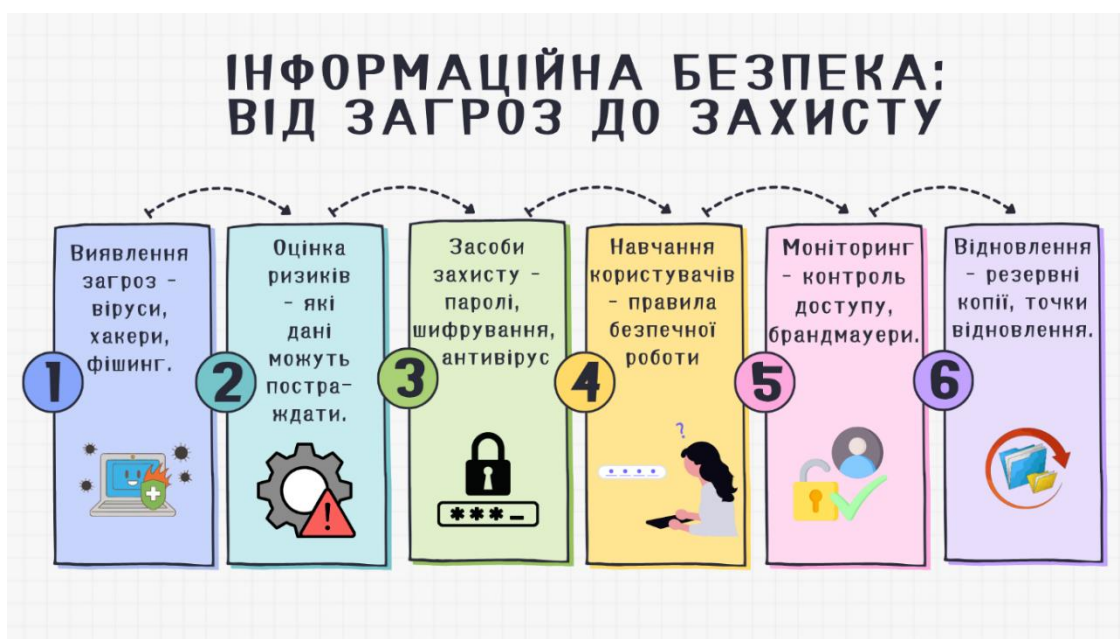 ІНФОРМАЦІЙНА БЕЗПЕКА:
ВІД ЗАГРОЗ ДО ЗАХИСТУ
1
Виявлення
загроз -
віруси,
хакери,
фішинг.
2
Оцінка
ризиків
- які
дані
можуть
постра-
ждати.
3
Засоби
захисту -
паролі,
шифрування,
антивірус
***_
4
Навчання
користувачів
- правила
безпечної
роботи
?
5
Моніторинг
- контроль
доступу,
брандмауери.
6
Відновлення
- резервні
копії, точки
відновлення.